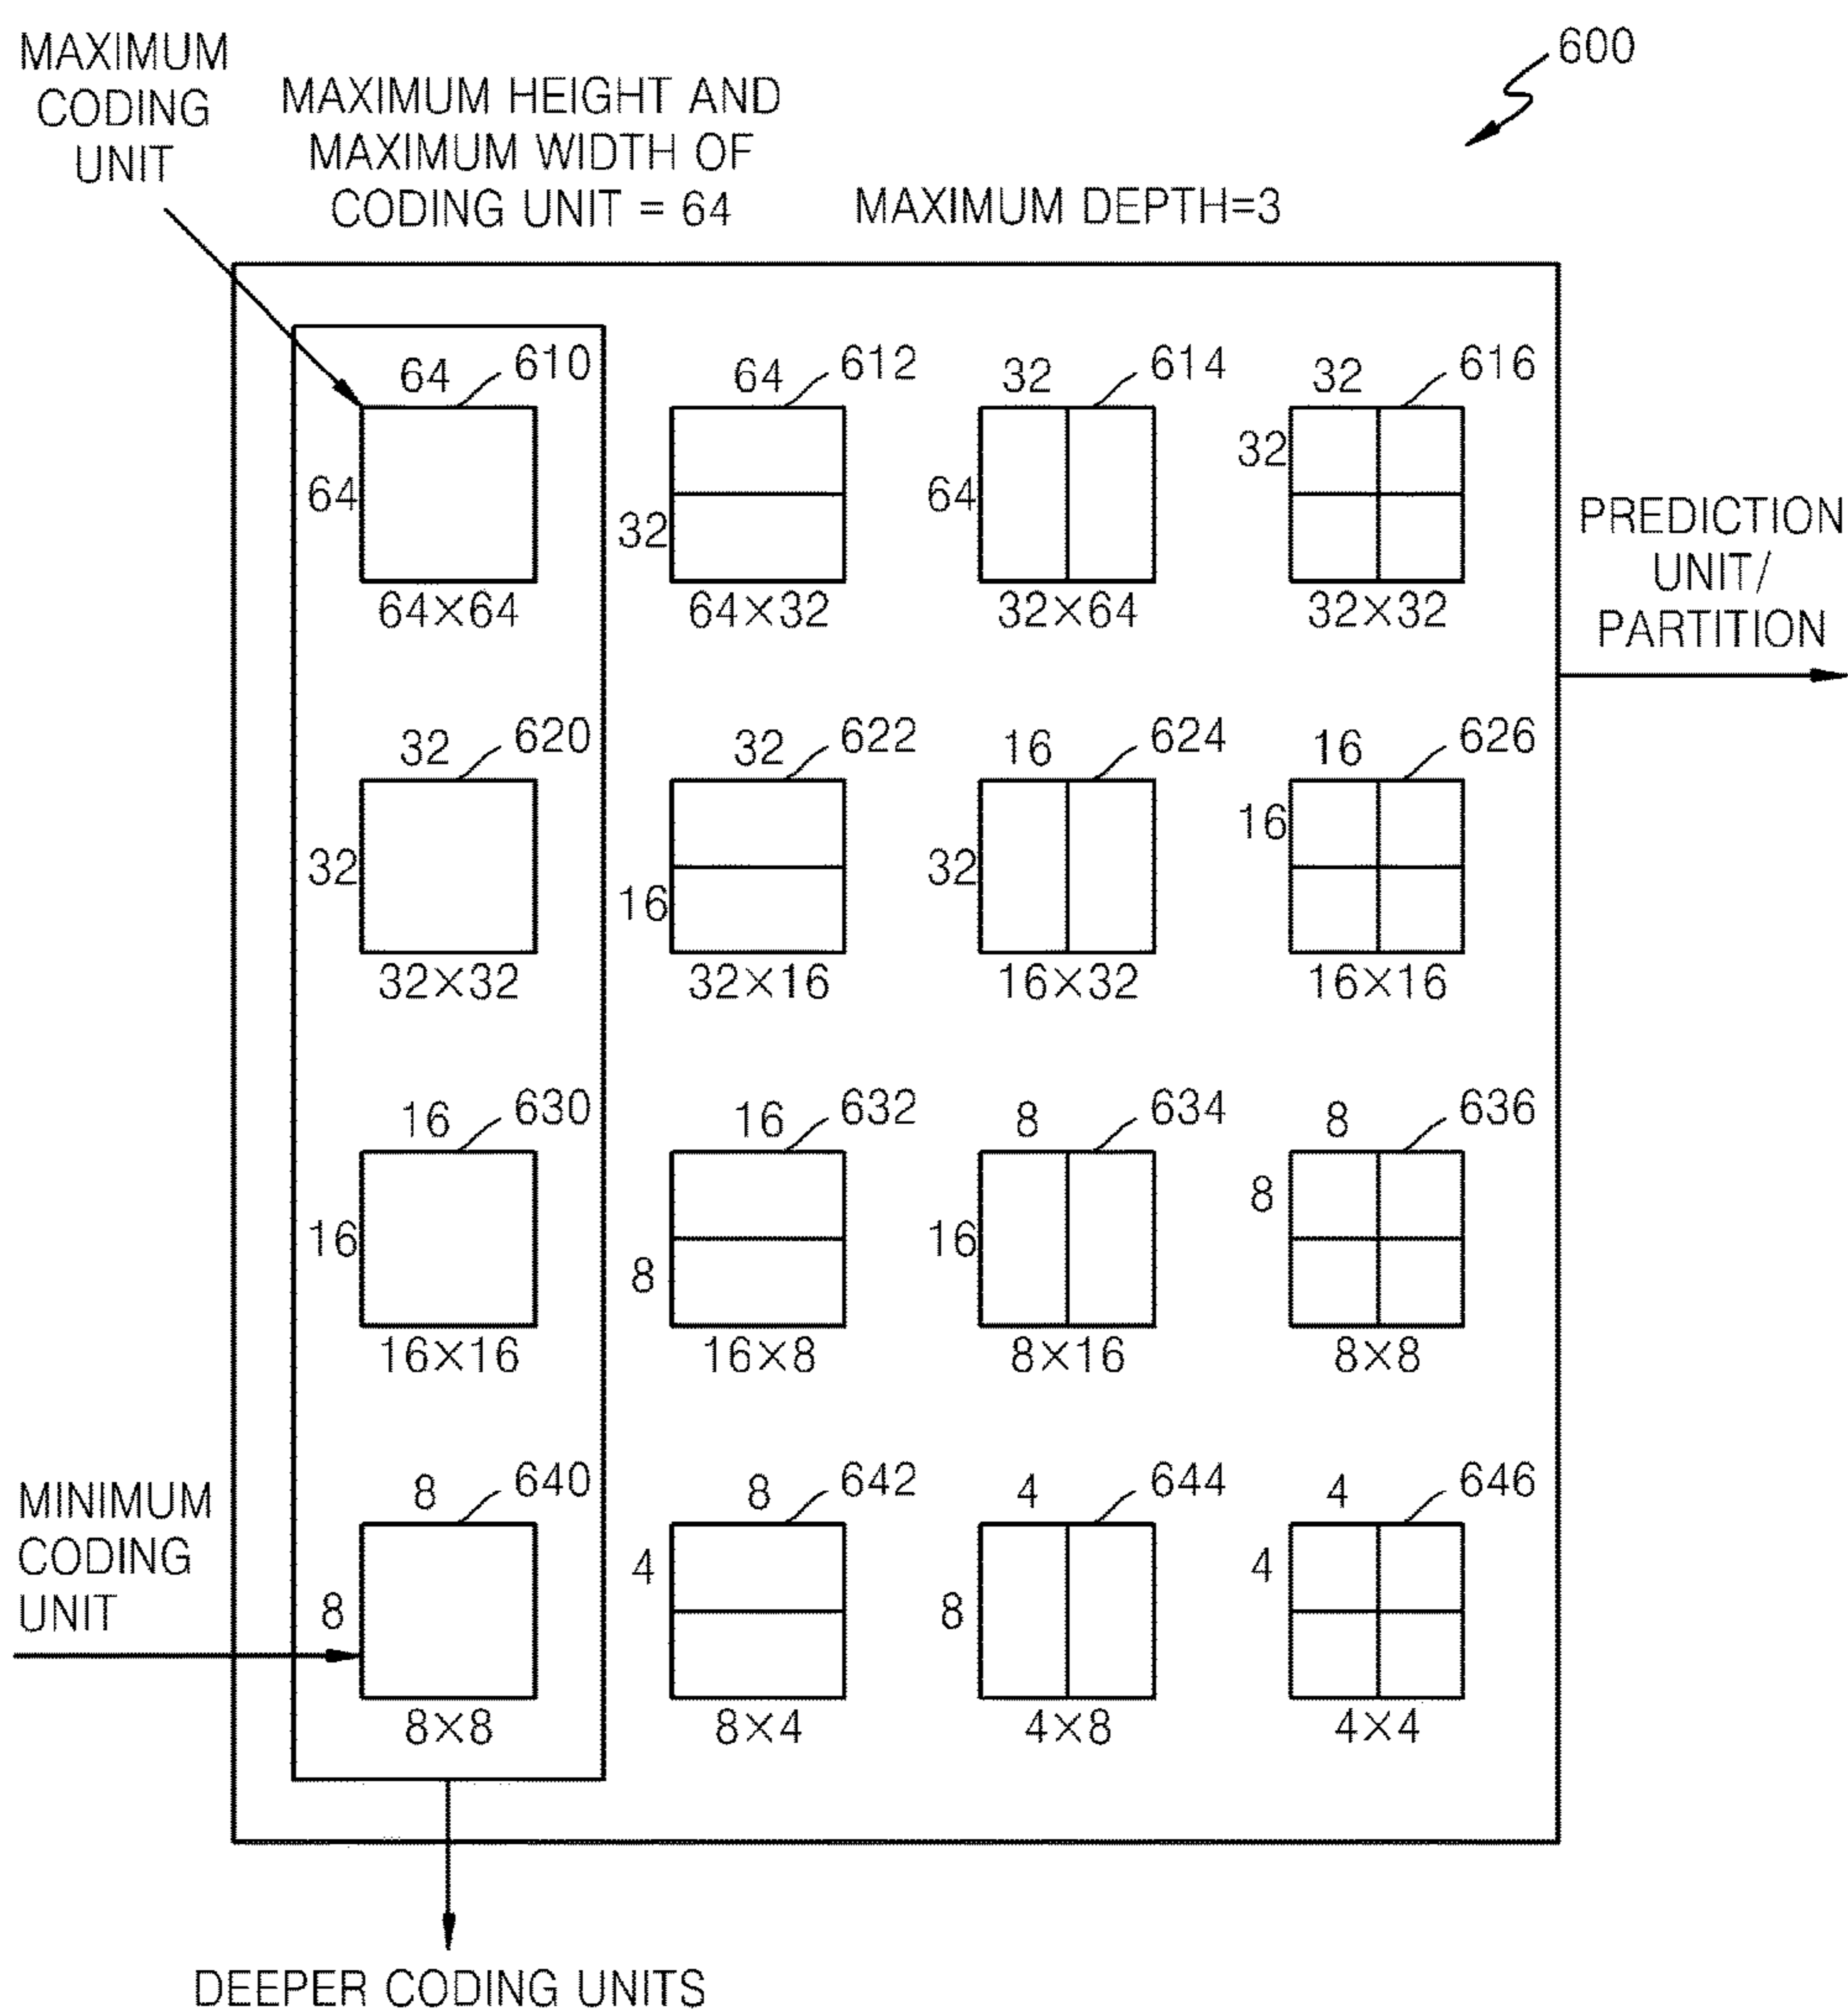 600
MAXIMUM
CODING
UNIT
MAXIMUM HEIGHT AND
MAXIMUM WIDTH OF
CODING UNIT = 64
MAXIMUM DEPTH=3
64 610 64 612 32 614 32 616
64 32 64 32
64×64 64×32 32×64 32×32
PREDICTION
UNIT/
PARTITION
32 620 32 622 16 624 16 626
32 16 32 16
32×32 32×16 16×32 16×16
16 630 16 632 8 634 8 636
16 8 16 8
16×16 16×8 8×16 8×8
MINIMUM
CODING
UNIT
8 640 8 642 4 644 4 646
8 4 8 4
8×8 8×4 4×8 4×4
DEEPER CODING UNITS